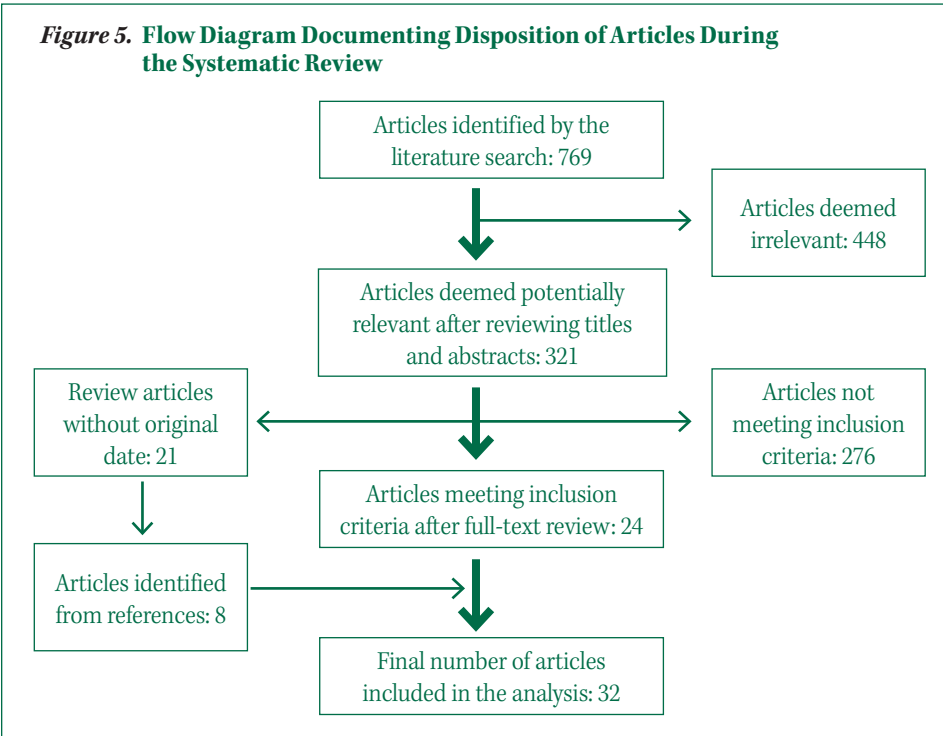 Figure 5. Flow Diagram Documenting Disposition of Articles During
the Systematic Review
Articles identified by the
literature search: 769
Articles deemed
irrelevant: 448
Articles deemed potentially
relevant after reviewing titles
and abstracts: 321
Review articles
without original
date: 21
Articles not
meeting inclusion
criteria: 276
Articles meeting inclusion
criteria after full-text review: 24
Articles identified
from references: 8
Final number of articles
included in the analysis: 32